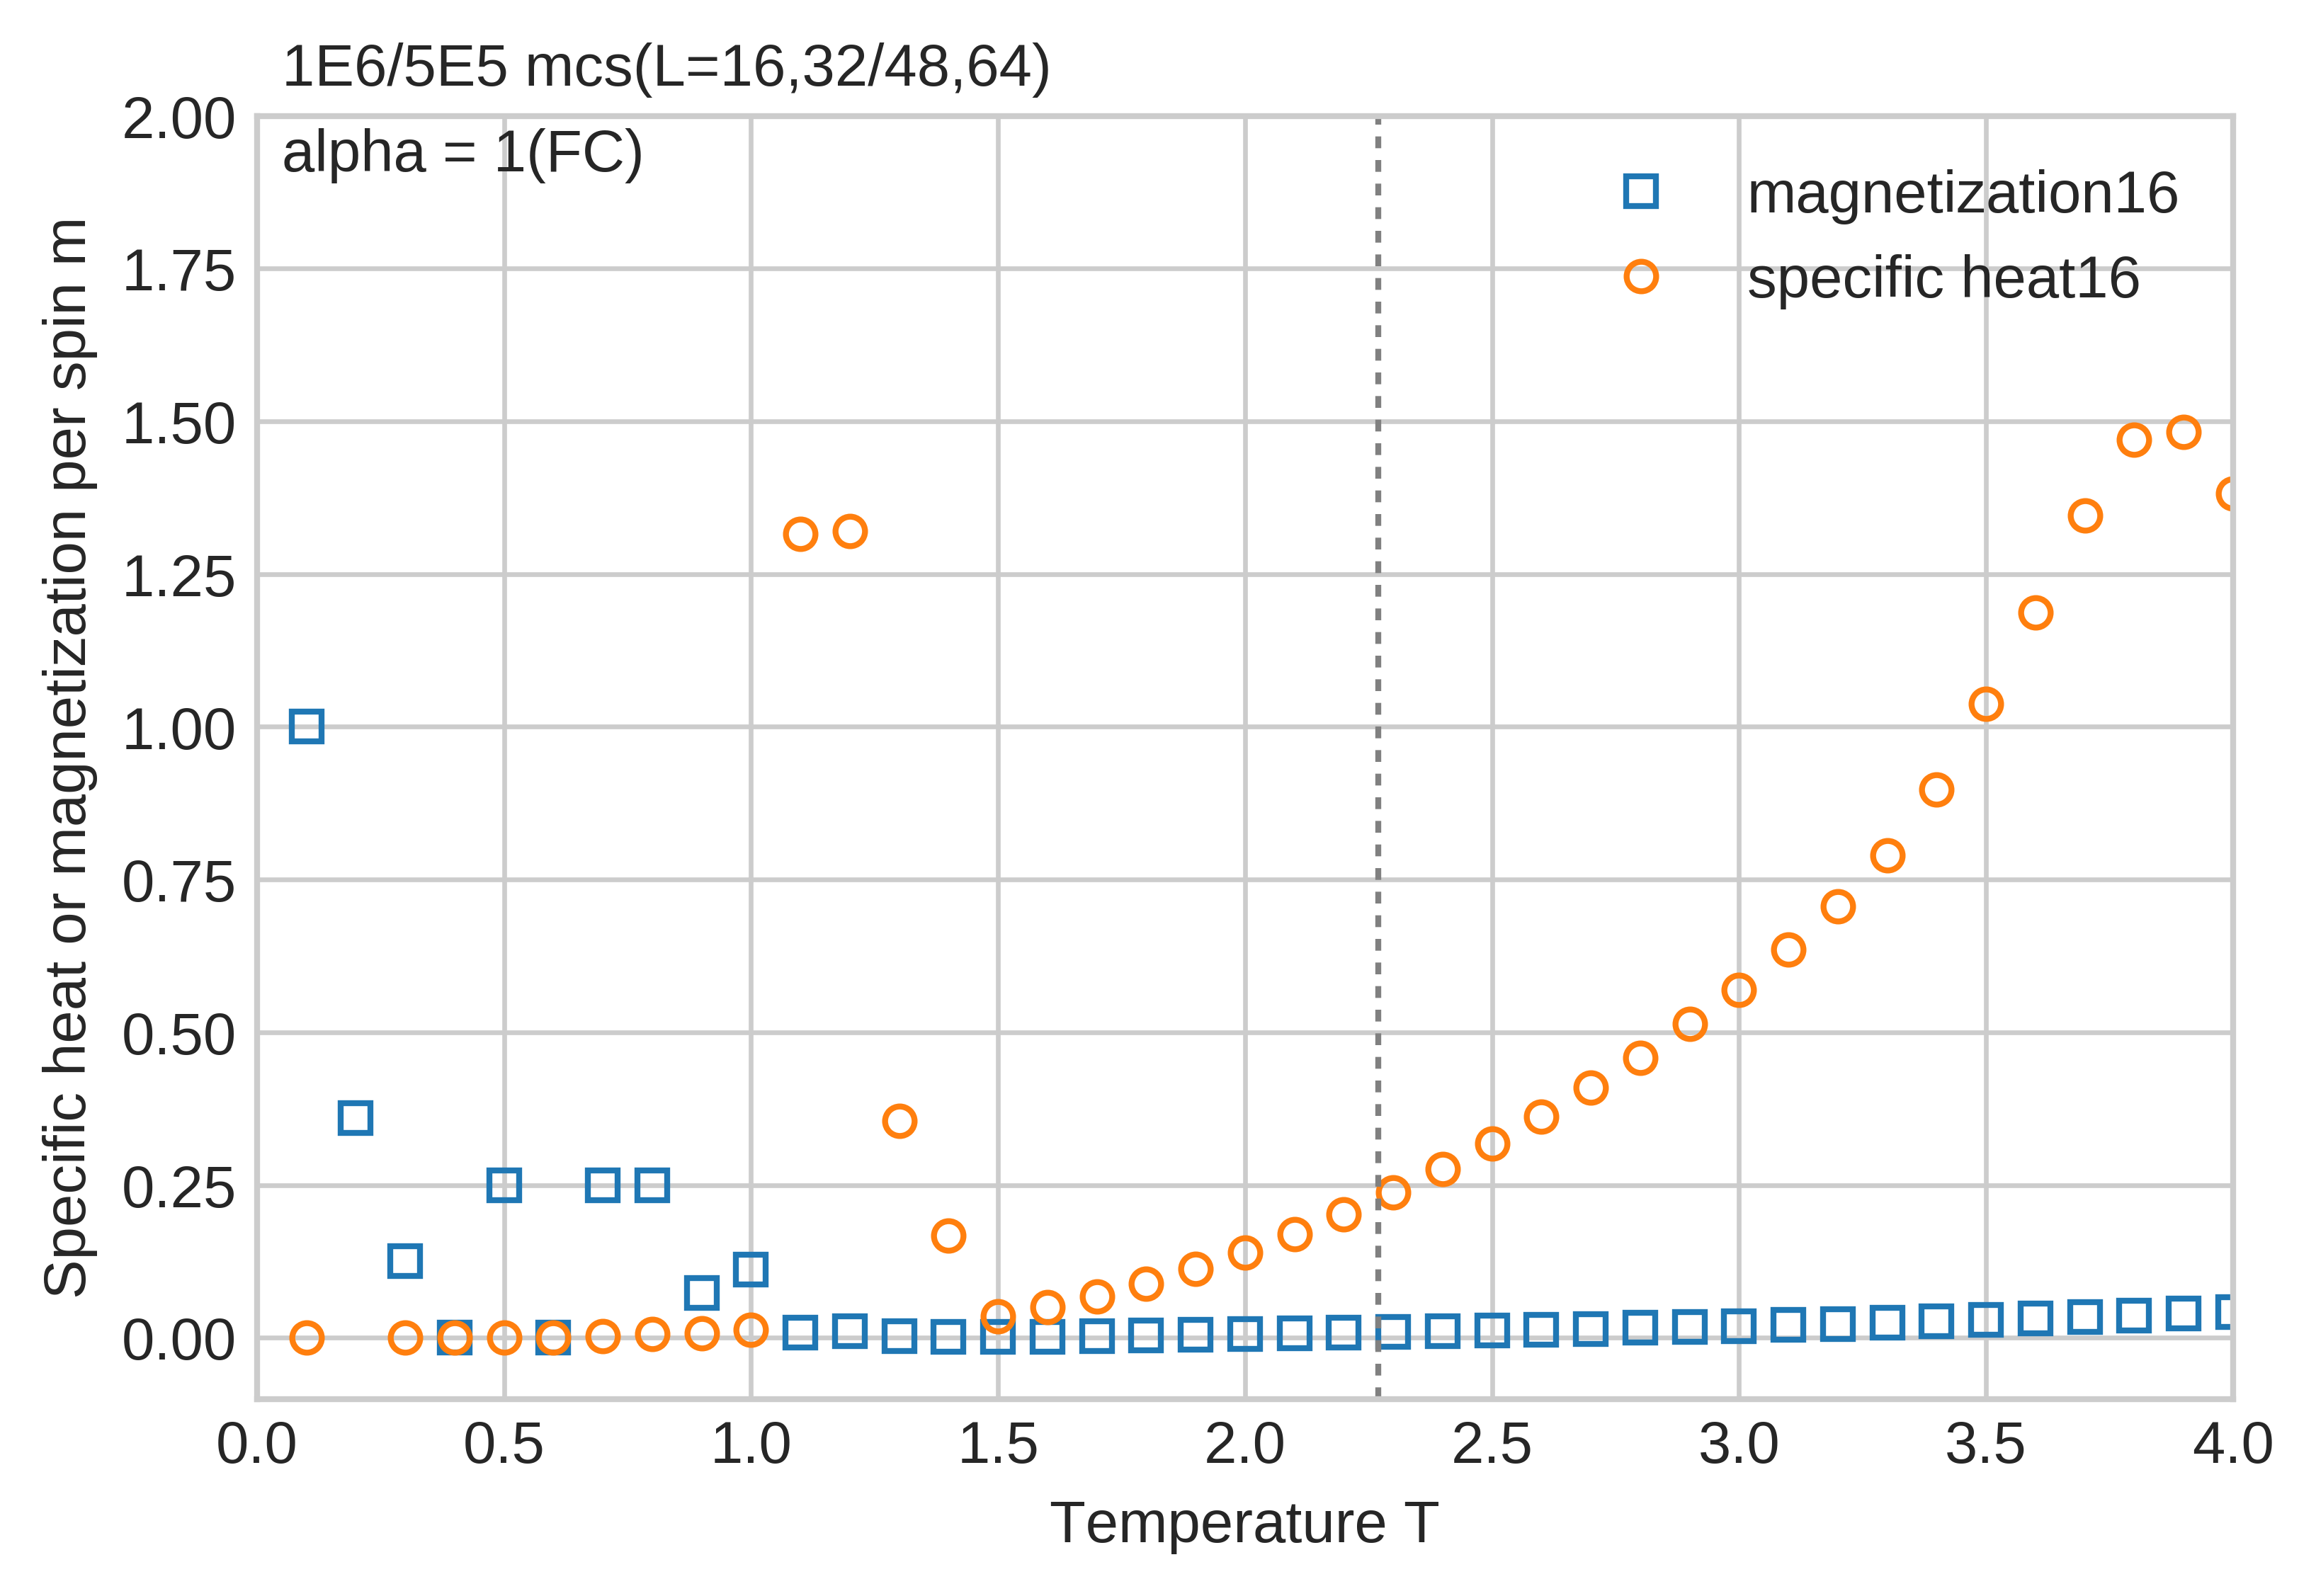 1E6/5E5 mcs(L=16,32/48,64)
alpha = 1(FC)
magnetization16
specific heat16
Specific heat or magnetization per spin m
2.00
1.75
1.50
1.25
1.00
0.75
0.50
0.25
0.00
0.0 0.5 1.0 1.5 2.0 2.5 3.0 3.5 4.0
Temperature T